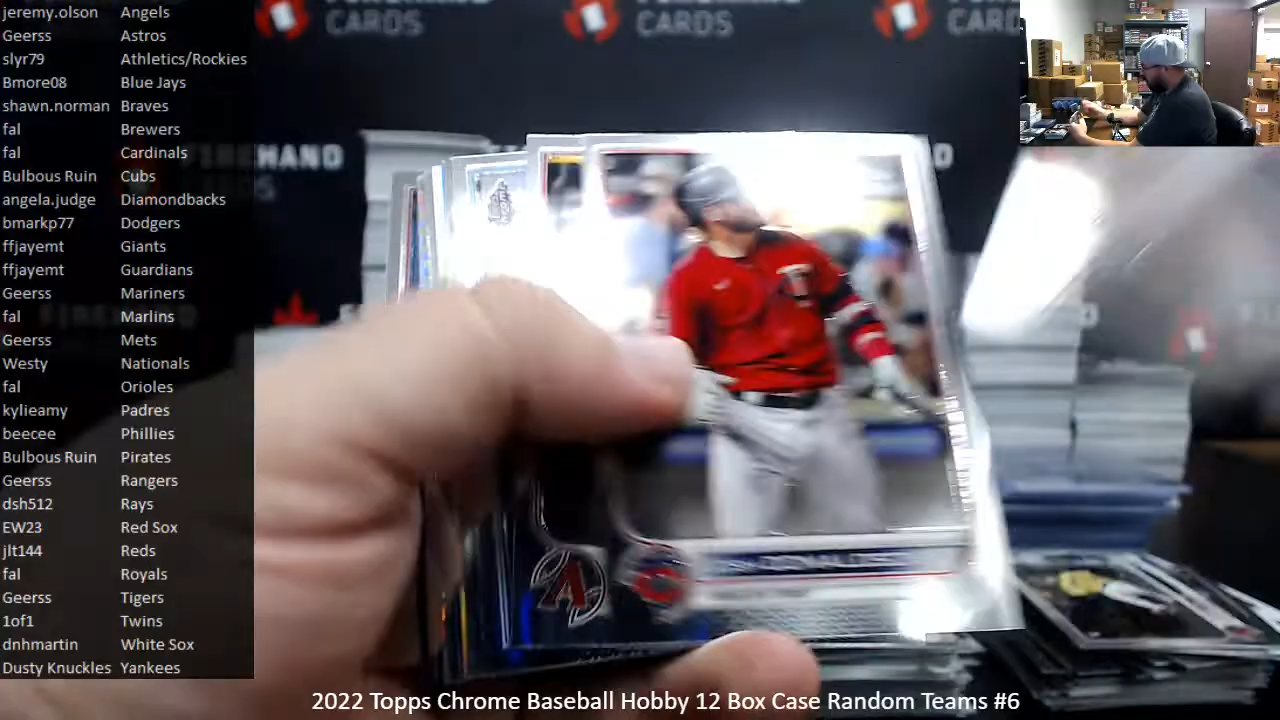 jeremy.olson Angels
Geerss Astros
slyr79 Athletics/Rockies
Bmore08 Blue Jays
shawn.norman Braves
fal Brewers
fal Cardinals
Bulbous Ruin Cubs
angela.judge Diamondbacks
bmarkp77 Dodgers
ffjayemt Giants
ffjayemt Guardians
Geerss Mariners
fal Marlins
Geerss Mets
Westy Nationals
fal Orioles
kylieamy Padres
beecee Phillies
Bulbous Ruin Pirates
Geerss Rangers
dsh512 Rays
EW23 Red Sox
jlt144 Reds
fal Royals
Geerss Tigers
1of1 Twins
dnhmartin White Sox
Dusty Knuckles Yankees
CARDS
CARDS
2022 Topps Chrome Baseball Hobby 12 Box Case Random Teams #6